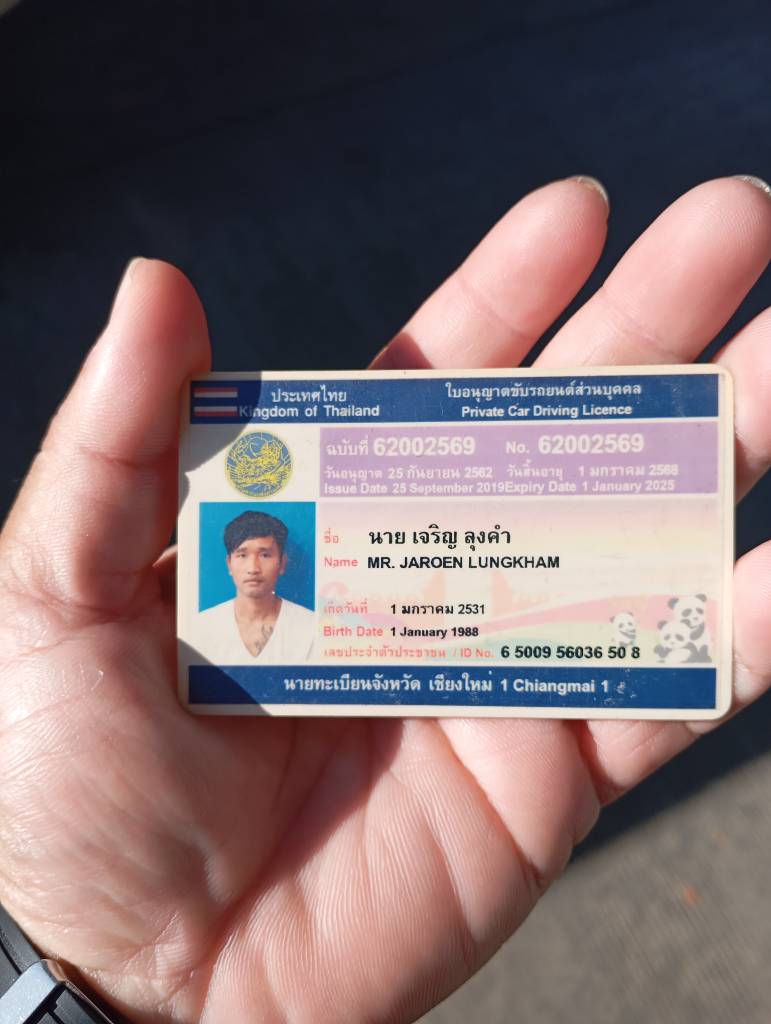 ประเทศไทย
Kingdom of Thailand
ใบอนุญาตขับรถยนต์ส่วนบุคคล
Private Car Driving Licence
ฉบับที่ 62002569 No. 62002569
วันอนุญาต 25 กันยายน 2562 วันสิ้นอายุ 1 มกราคม 2568
Issue Date 25 September 2019 Expiry Date 1 January 2025
ชื่อ นาย เจริญ ลุงคำ
Name MR. JAROEN LUNGKHAM
เกิดวันที่ 1 มกราคม 2531
Birth Date 1 January 1988
เลขประจำตัวประชาชน / ID No. 6 5009 56036 50 8
นายทะเบียนจังหวัด เชียงใหม่ 1 Chiangmai 1